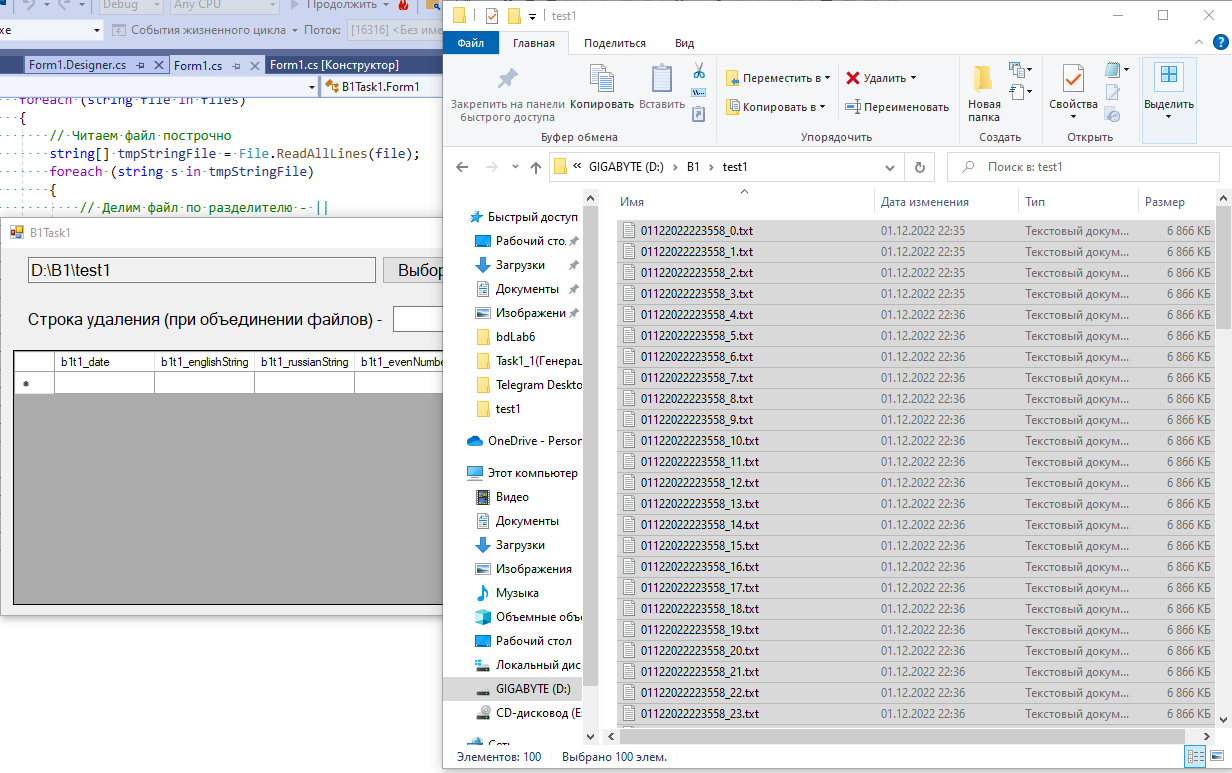 Debug
Any CPU
Продолжить
хе
События жизненного цикла
Поток:
[16316] <Без име
Form1.Designer.cs
Form1.cs
Form1.cs [Конструктор]
B1Task1.Form1
foreach (string file in files)
{
// Читаем файл построчно
string[] tmpStringFile = File.ReadAllLines(file);
foreach (string s in tmpStringFile)
{
// Делим файл по разделителю - ||
B1Task1
D:\B1\test1
Выбор
Строка удаления (при объединении файлов) -
b1t1_date
b1t1_englishString
b1t1_russianString
b1t1_evenNumbe
test1
Файл
Главная
Поделиться
Вид
Закрепить на панели
быстрого доступа
Копировать
Вставить
Переместить в
Копировать в
Удалить
Переименовать
Новая
папка
Свойства
Выделить
Буфер обмена
Упорядочить
Создать
Открыть
« GIGABYTE (D:) > B1 > test1
Поиск в: test1
Быстрый доступ
Рабочий сто.
Загрузки
Документы
Изображени
bdLab6
Task1_1(Генерац
Telegram Deskto
test1
OneDrive - Person
Этот компьютер
Видео
Документы
Загрузки
Изображения
Музыка
Объемные объ
Рабочий стол
Локальный дис
GIGABYTE (D:)
CD-дисковод (E
Сеть
Имя
Дата изменения
Тип
Размер
01122022223558_0.txt 01.12.2022 22:35 Текстовый докум... 6 866 КБ
01122022223558_1.txt 01.12.2022 22:35 Текстовый докум... 6 866 КБ
01122022223558_2.txt 01.12.2022 22:35 Текстовый докум... 6 866 КБ
01122022223558_3.txt 01.12.2022 22:35 Текстовый докум... 6 866 КБ
01122022223558_4.txt 01.12.2022 22:36 Текстовый докум... 6 866 КБ
01122022223558_5.txt 01.12.2022 22:36 Текстовый докум... 6 866 КБ
01122022223558_6.txt 01.12.2022 22:36 Текстовый докум... 6 866 КБ
01122022223558_7.txt 01.12.2022 22:36 Текстовый докум... 6 866 КБ
01122022223558_8.txt 01.12.2022 22:36 Текстовый докум... 6 866 КБ
01122022223558_9.txt 01.12.2022 22:36 Текстовый докум... 6 866 КБ
01122022223558_10.txt 01.12.2022 22:36 Текстовый докум... 6 866 КБ
01122022223558_11.txt 01.12.2022 22:36 Текстовый докум... 6 866 КБ
01122022223558_12.txt 01.12.2022 22:36 Текстовый докум... 6 866 КБ
01122022223558_13.txt 01.12.2022 22:36 Текстовый докум... 6 866 КБ
01122022223558_14.txt 01.12.2022 22:36 Текстовый докум... 6 866 КБ
01122022223558_15.txt 01.12.2022 22:36 Текстовый докум... 6 866 КБ
01122022223558_16.txt 01.12.2022 22:36 Текстовый докум... 6 866 КБ
01122022223558_17.txt 01.12.2022 22:36 Текстовый докум... 6 866 КБ
01122022223558_18.txt 01.12.2022 22:36 Текстовый докум... 6 866 КБ
01122022223558_19.txt 01.12.2022 22:36 Текстовый докум... 6 866 КБ
01122022223558_20.txt 01.12.2022 22:36 Текстовый докум... 6 866 КБ
01122022223558_21.txt 01.12.2022 22:36 Текстовый докум... 6 866 КБ
01122022223558_22.txt 01.12.2022 22:36 Текстовый докум... 6 866 КБ
01122022223558_23.txt 01.12.2022 22:36 Текстовый докум... 6 866 КБ
Элементов: 100
Выбрано 100 элем.